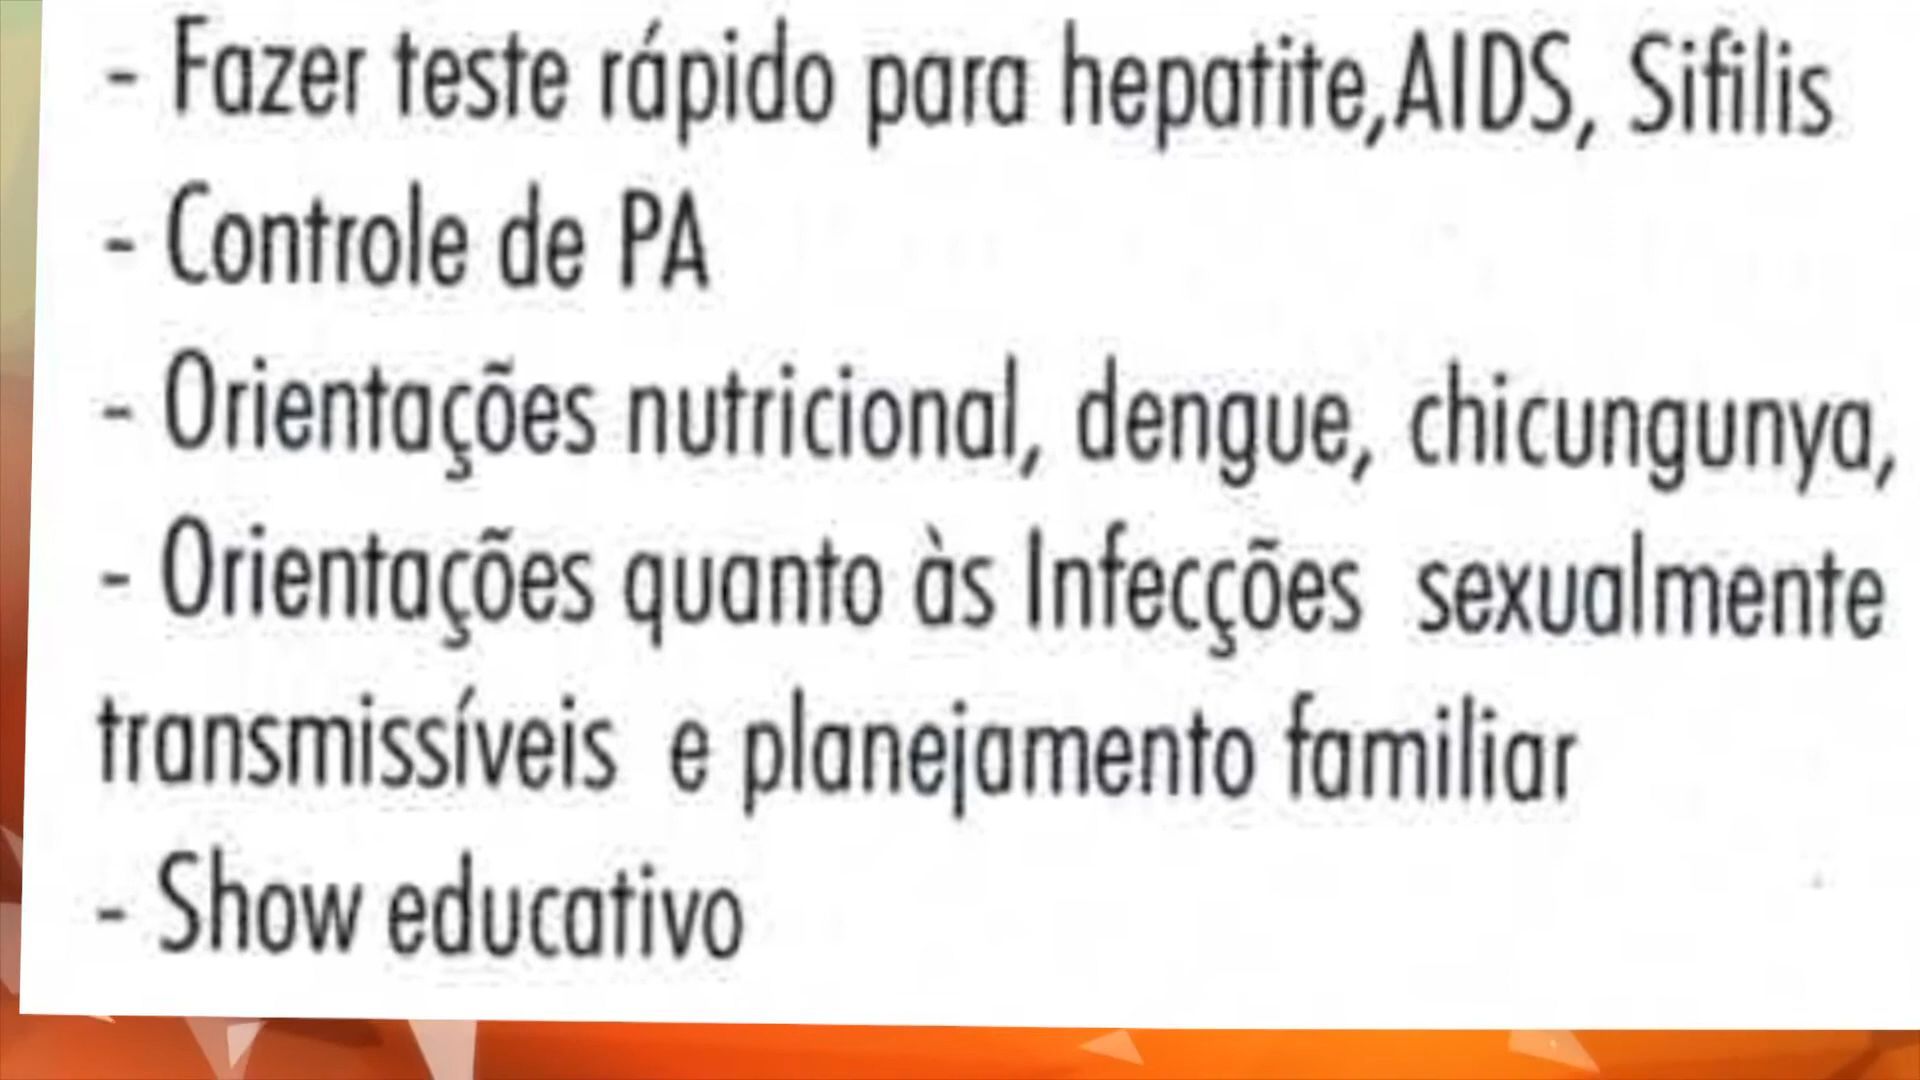 - Fazer teste rápido para hepatite,AIDS, Sifilis
- Controle de PA
- Orientações nutricional, dengue, chicungunya,
- Orientações quanto às Infecções sexualmente
transmissíveis e planejamento familiar
- Show educativo